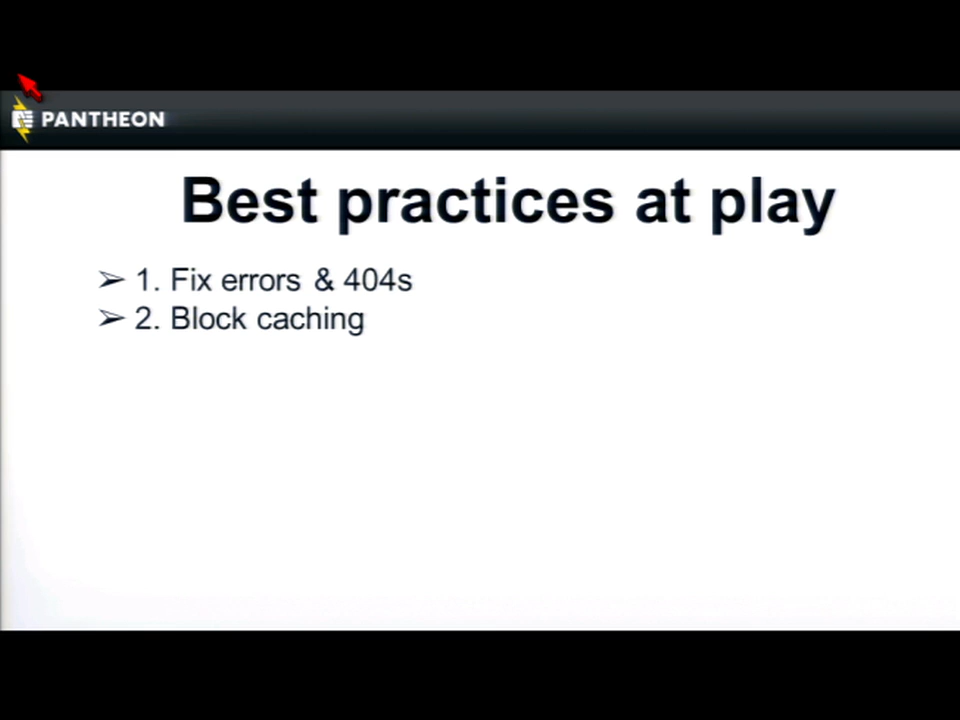 PANTHEON
Best practices at play
➢ 1. Fix errors & 404s
➢ 2. Block caching